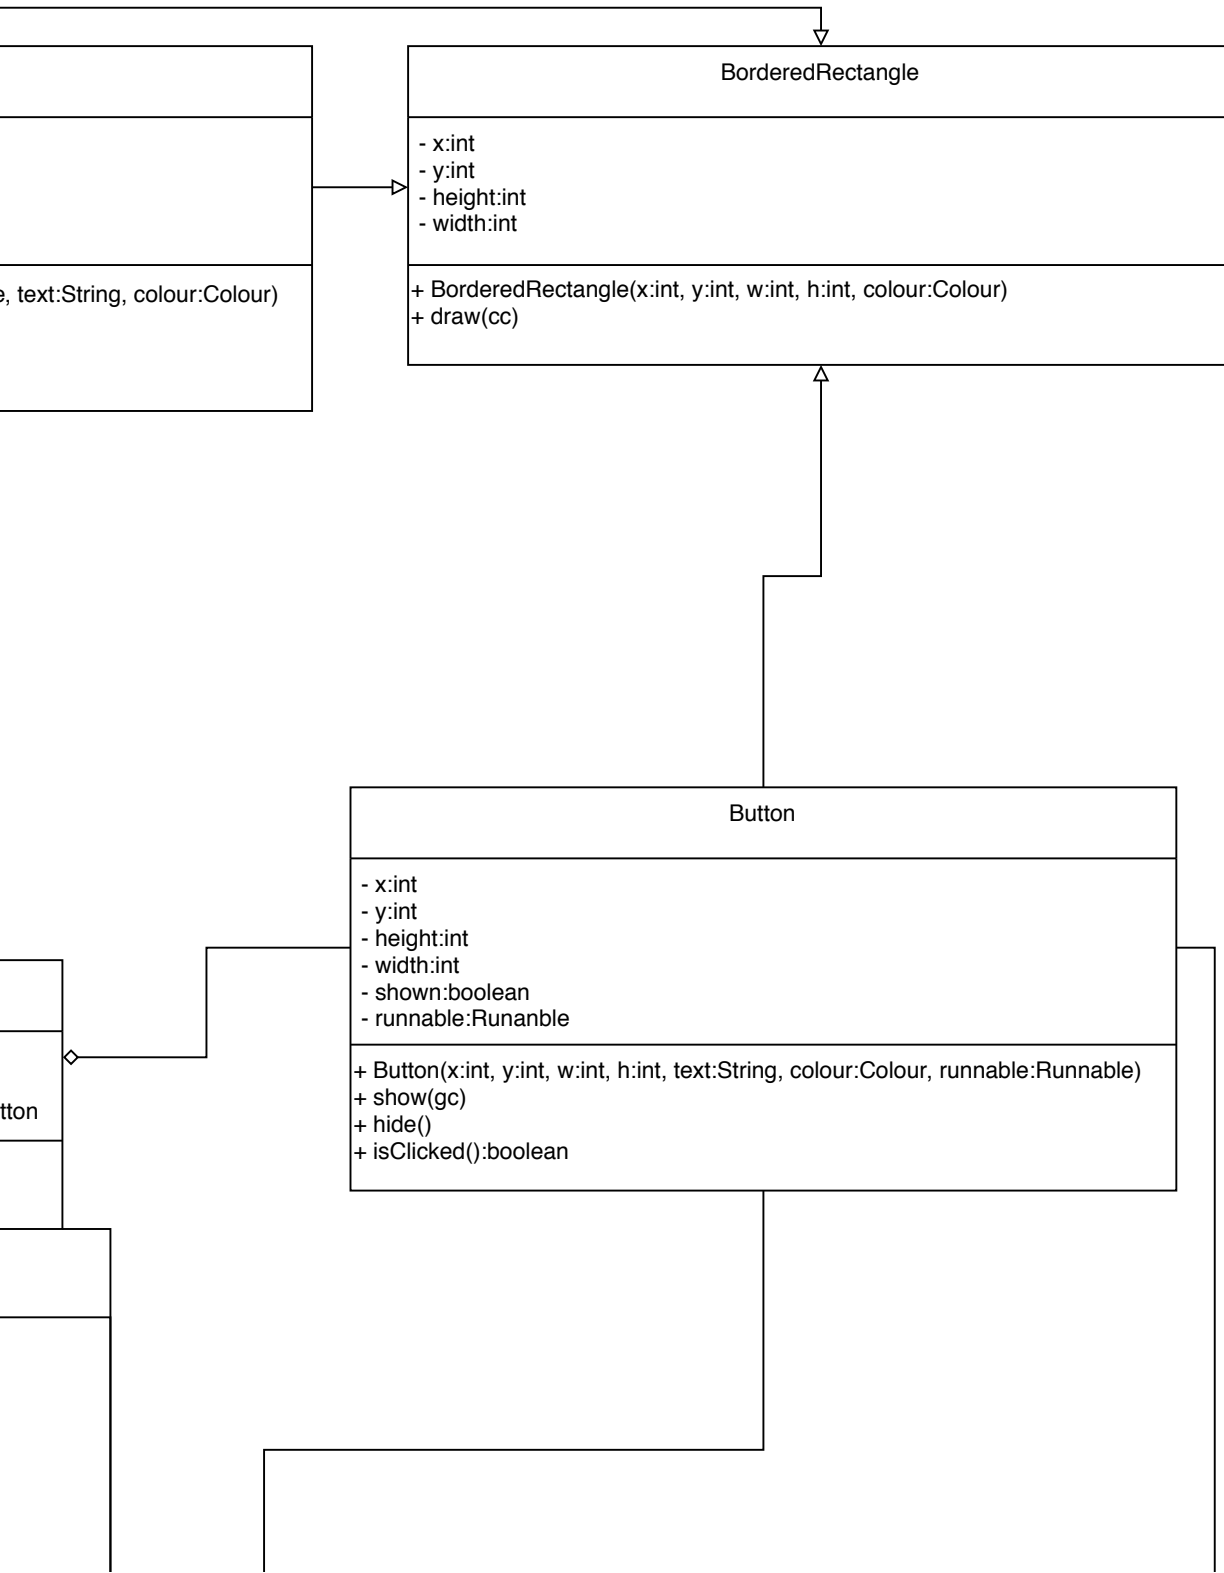 BorderedRectangle
- x:int
- y:int
- height:int
- width:int
+ BorderedRectangle(x:int, y:int, w:int, h:int, colour:Colour)
+ draw(cc)
text:String, colour:Colour)
Button
- x:int
- y:int
- height:int
- width:int
- shown:boolean
- runnable:Runanble
+ Button(x:int, y:int, w:int, h:int, text:String, colour:Colour, runnable:Runnable)
+ show(gc)
+ hide()
+ isClicked():boolean
tton